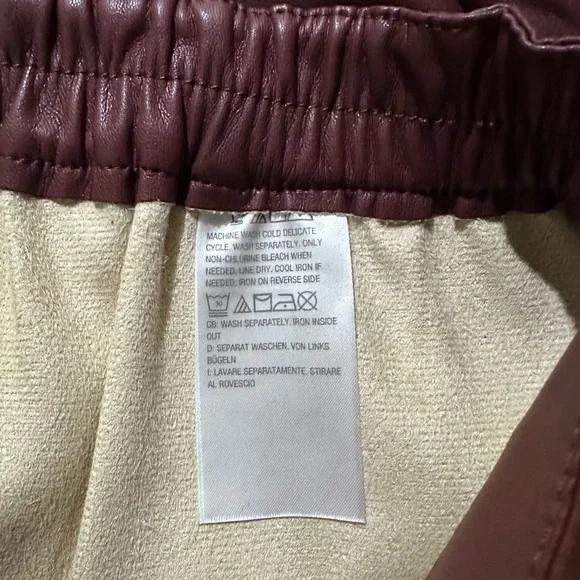 MACHINE WASH COLD DELICATE
CYCLE. WASH SEPARATELY. ONLY
NON-CHLORINE BLEACH WHEN
NEEDED. LINE DRY. COOL IRON IF
NEEDED. IRON ON REVERSE SIDE
30
GB: WASH SEPARATELY. IRON INSIDE
OUT
D: SEPARAT WASCHEN. VON LINKS
BÜGELN
I: LAVARE SEPARATAMENTE. STIRARE
AL ROVESCIO